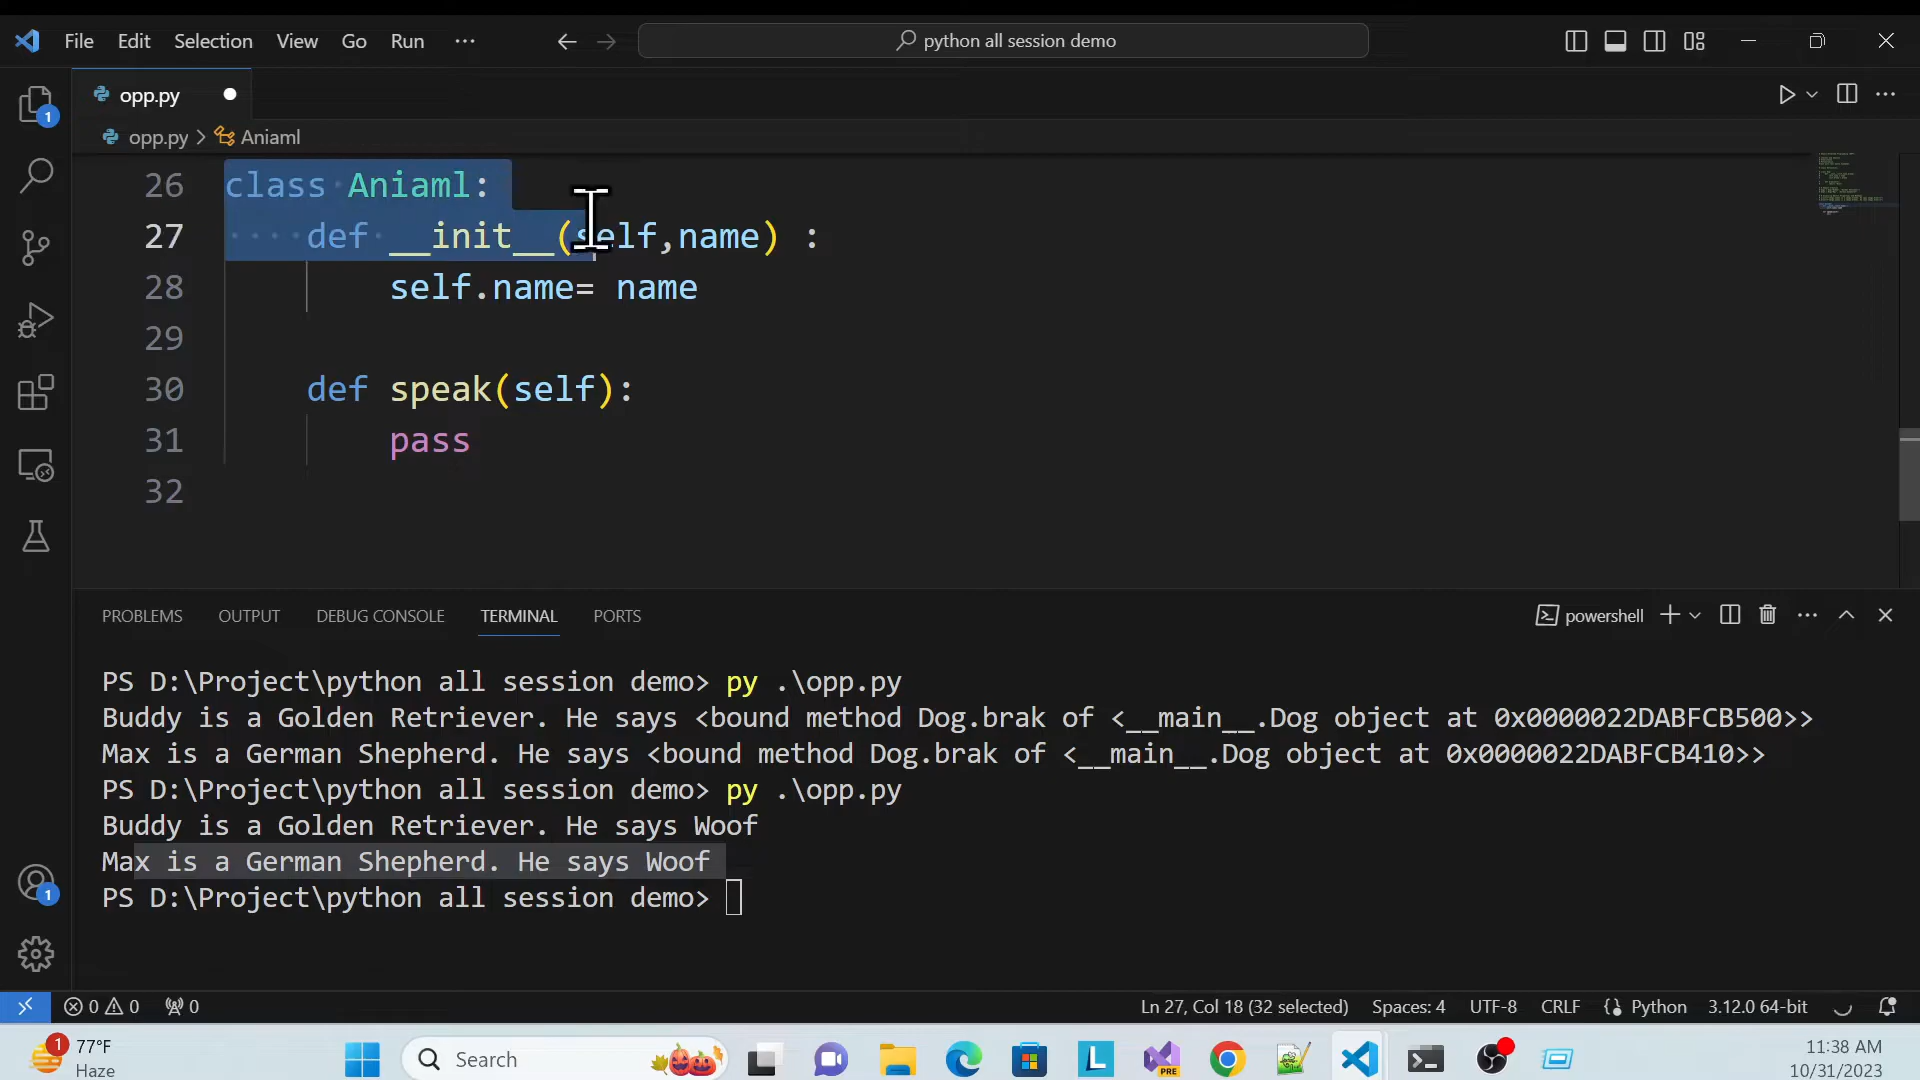 File Edit Selection View Go Run ··· python all session demo
opp.py
opp.py > Aniaml
26 class Aniaml:
27 def __init__(self,name) :
28 self.name= name
29
30 def speak(self):
31 pass
32
1
PROBLEMS OUTPUT DEBUG CONSOLE TERMINAL PORTS powershell
PS D:\Project\python all session demo> py .\opp.py
Buddy is a Golden Retriever. He says <bound method Dog.brak of <__main__.Dog object at 0x0000022DABFCB500>>
Max is a German Shepherd. He says <bound method Dog.brak of <__main__.Dog object at 0x0000022DABFCB410>>
PS D:\Project\python all session demo> py .\opp.py
Buddy is a Golden Retriever. He says Woof
Max is a German Shepherd. He says Woof
PS D:\Project\python all session demo>
1
0 0 0 Ln 27, Col 18 (32 selected) Spaces: 4 UTF-8 CRLF Python 3.12.0 64-bit
1 77°F Search L PRE 11:38 AM
Haze 10/31/2023